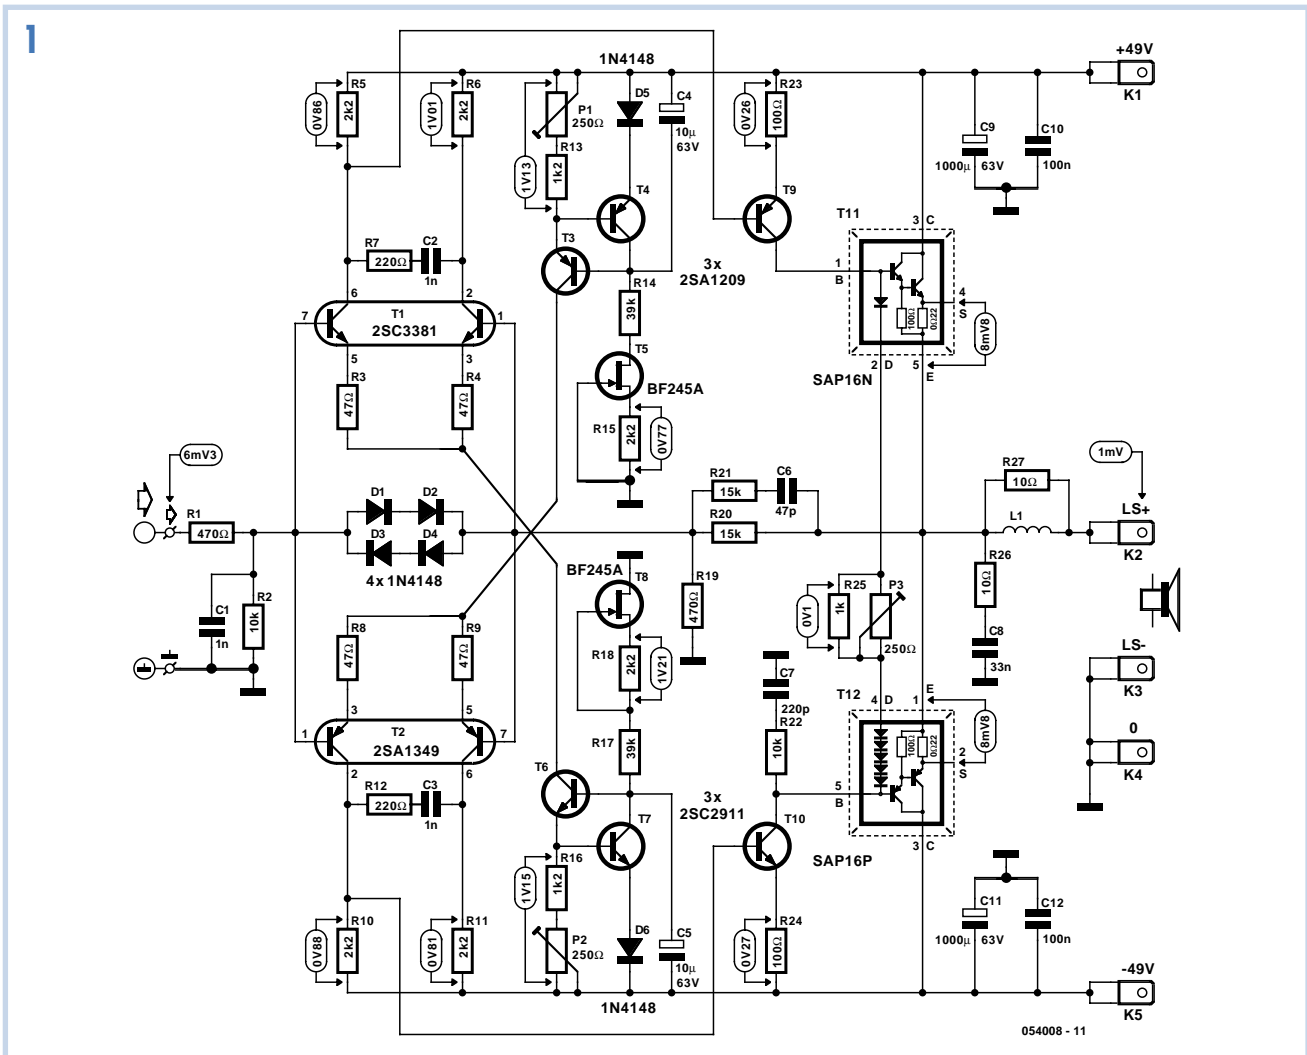 1
1N4148
+49V
K1
R5
2k2
0V86
R6
2k2
1V01
P1
250Ω
D5
C4
10µ
63V
R23
100Ω
0V26
C9
1000µ 63V
C10
100n
R13
1k2
1V13
T4
T9
T11
3 C
T3
3x
2SA1209
1
B
R7
220Ω
C2
1n
R14
39k
4
S
100Ω
0Ω22
8mV8
6
2
T1
2SC3381
7
1
5
3
T5
BF245A
2 D
5
E
SAP16N
R3
47Ω
R4
47Ω
R15
2k2
0V77
6mV3
1mV
R21
15k
C6
47p
R27
10Ω
R1
470Ω
D1
D2
R20
15k
L1
LS+
K2
D3
D4
4x 1N4148
BF245A
T8
R19
470Ω
R26
10Ω
R25
1k
0V1
P3
250Ω
C1
1n
R2
10k
C8
33n
R8
47Ω
R9
47Ω
R18
2k2
1V21
C7
220p
LS-
K3
T12
4 D
1
E
3
5
T2
2SA1349
1
7
2
6
R17
39k
R22
10k
100Ω
0Ω22
2
S
8mV8
0
K4
R12
220Ω
C3
1n
T6
3x
2SC2911
5
B
T7
T10
3 C
SAP16P
R16
1k2
1V15
R10
2k2
0V88
R11
2k2
0V81
P2
250Ω
D6
C5
10µ
63V
R24
100Ω
0V27
C11
1000µ 63V
C12
100n
-49V
K5
1N4148
054008 - 11